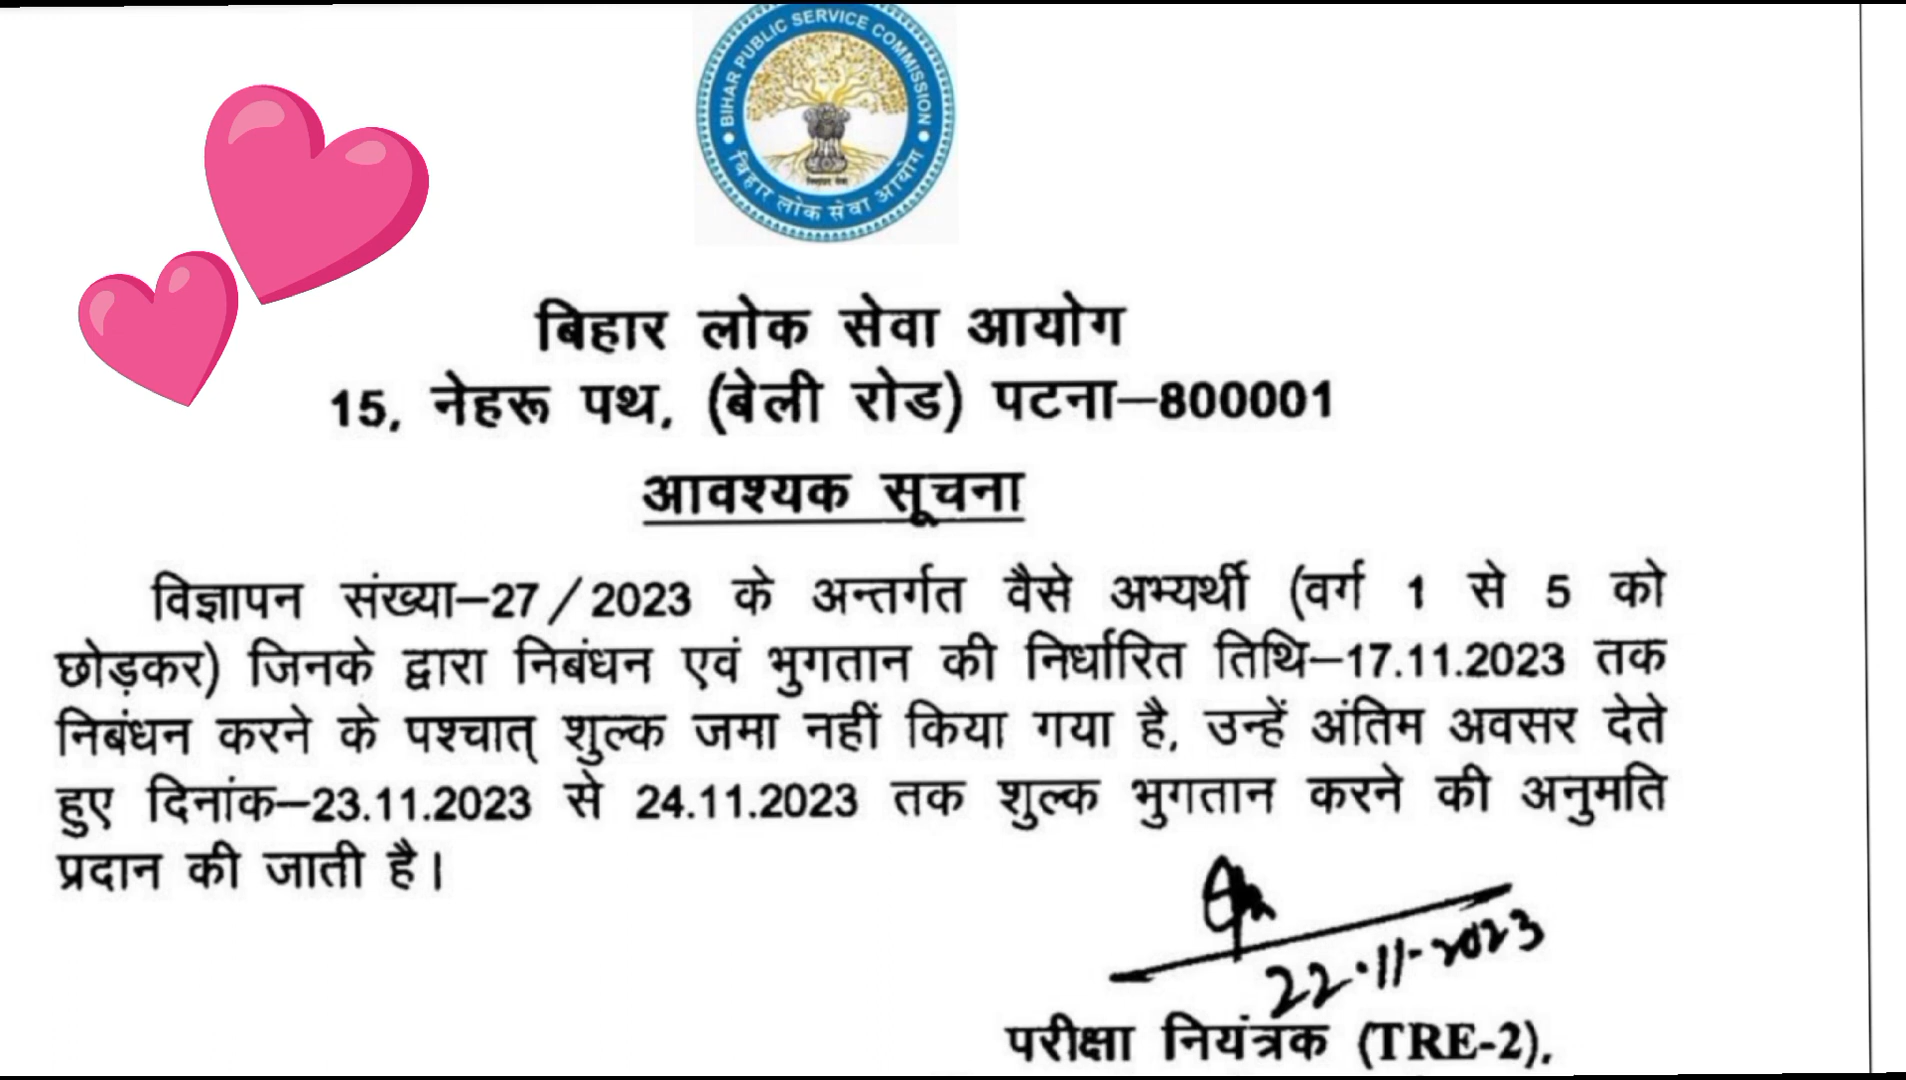 BIHAR PUBLIC SERVICE COMMISSION
बिहार लोक सेवा आयोग
बिहार लोक सेवा आयोग
15, नेहरू पथ, (बेली रोड) पटना–800001
आवश्यक सूचना
विज्ञापन संख्या–27/2023 के अन्तर्गत वैसे अभ्यर्थी (वर्ग 1 से 5 को
छोड़कर) जिनके द्वारा निबंधन एवं भुगतान की निर्धारित तिथि–17.11.2023 तक
निबंधन करने के पश्चात् शुल्क जमा नहीं किया गया है, उन्हें अंतिम अवसर देते
हुए दिनांक–23.11.2023 से 24.11.2023 तक शुल्क भुगतान करने की अनुमति
प्रदान की जाती है।
22.11.2023
परीक्षा नियंत्रक (TRE-2),